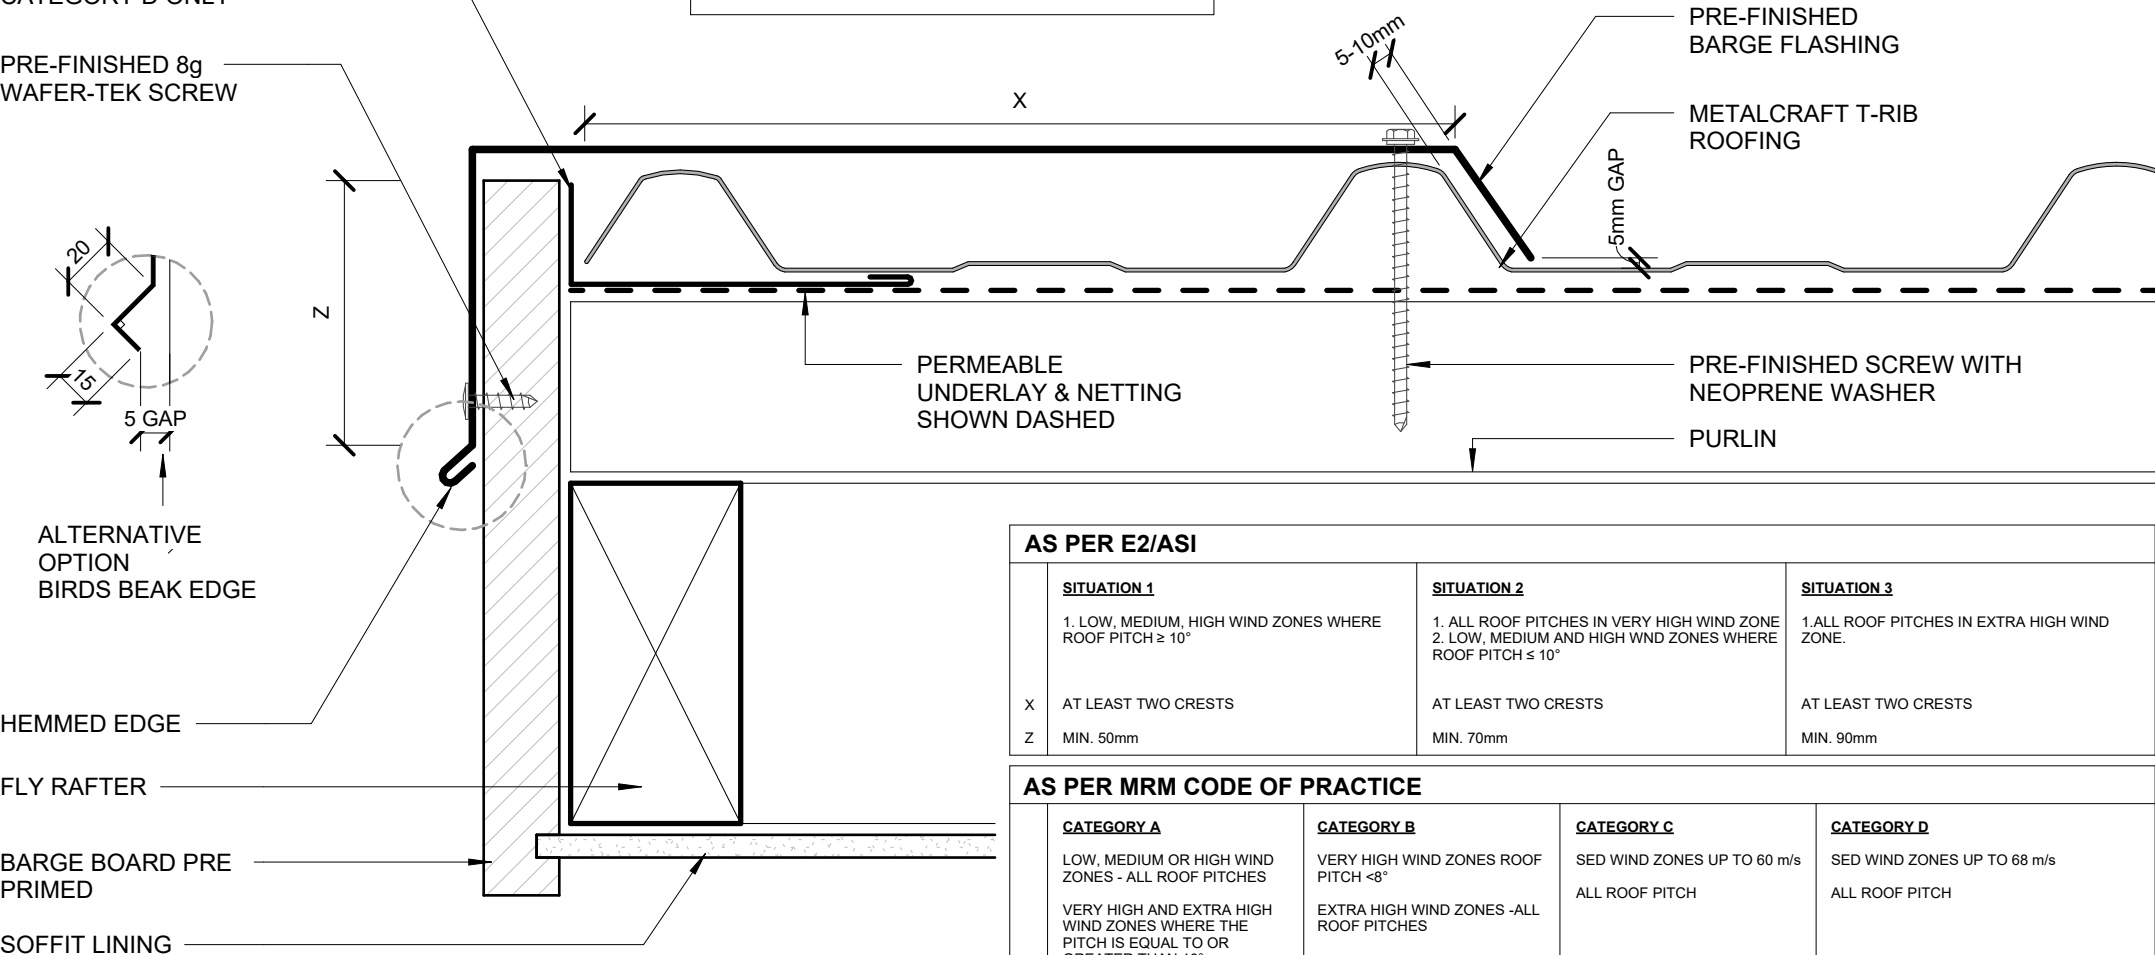 CATEGORY D ONLY
PRE-FINISHED 8g
WAFER-TEK SCREW
X
5-10mm
PRE-FINISHED
BARGE FLASHING
METALCRAFT T-RIB
ROOFING
5mm GAP
Z
20
15
5 GAP
ALTERNATIVE
OPTION
BIRDS BEAK EDGE
PERMEABLE
UNDERLAY & NETTING
SHOWN DASHED
PRE-FINISHED SCREW WITH
NEOPRENE WASHER
PURLIN
HEMMED EDGE
FLY RAFTER
BARGE BOARD PRE
PRIMED
SOFFIT LINING
AS PER E2/ASI
SITUATION 1
1. LOW, MEDIUM, HIGH WIND ZONES WHERE
ROOF PITCH ≥ 10°
SITUATION 2
1. ALL ROOF PITCHES IN VERY HIGH WIND ZONE
2. LOW, MEDIUM AND HIGH WND ZONES WHERE
ROOF PITCH ≤ 10°
SITUATION 3
1.ALL ROOF PITCHES IN EXTRA HIGH WIND
ZONE.
X AT LEAST TWO CRESTS AT LEAST TWO CRESTS AT LEAST TWO CRESTS
Z MIN. 50mm MIN. 70mm MIN. 90mm
AS PER MRM CODE OF PRACTICE
CATEGORY A
LOW, MEDIUM OR HIGH WIND
ZONES - ALL ROOF PITCHES
VERY HIGH AND EXTRA HIGH
WIND ZONES WHERE THE
PITCH IS EQUAL TO OR
GREATER THAN 10°
CATEGORY B
VERY HIGH WIND ZONES ROOF
PITCH <8°
EXTRA HIGH WIND ZONES -ALL
ROOF PITCHES
CATEGORY C
SED WIND ZONES UP TO 60 m/s
ALL ROOF PITCH
CATEGORY D
SED WIND ZONES UP TO 68 m/s
ALL ROOF PITCH